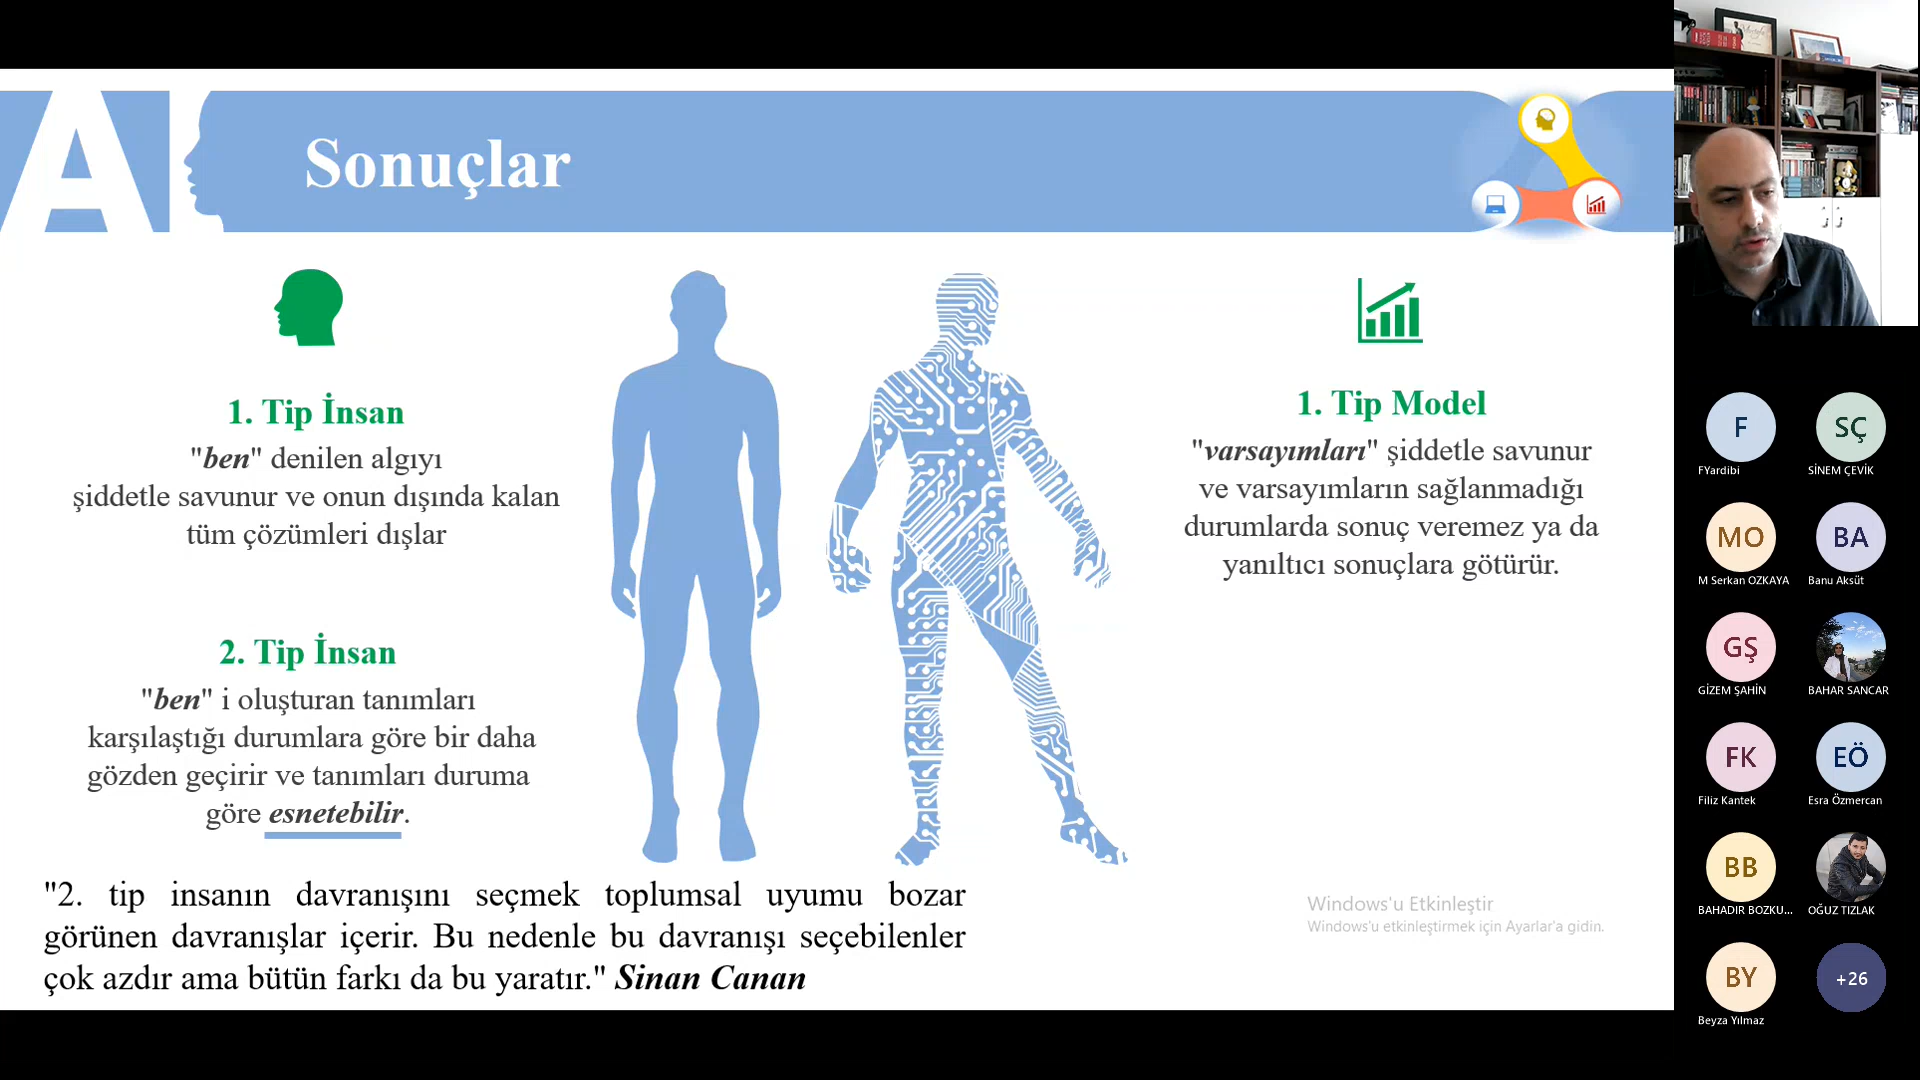 AI
Sonuçlar
1. Tip İnsan
"ben" denilen algıyı
şiddetle savunur ve onun dışında kalan
tüm çözümleri dışlar
2. Tip İnsan
"ben" i oluşturan tanımları
karşılaştığı durumlara göre bir daha
gözden geçirir ve tanımları duruma
göre esnetebilir.
1. Tip Model
"varsayımları" şiddetle savunur
ve varsayımların sağlanmadığı
durumlarda sonuç veremez ya da
yanıltıcı sonuçlara götürür.
"2. tip insanın davranışını seçmek toplumsal uyumu bozar
görünen davranışlar içerir. Bu nedenle bu davranışı seçebilenler
çok azdır ama bütün farkı da bu yaratır." Sinan Canan
Windows'u Etkinleştir
Windows'u etkinleştirmek için Ayarlar'a gidin.
F
FYardibi
SÇ
SİNEM ÇEVİK
MO
M Serkan OZKAYA
BA
Banu Aksüt
GŞ
GİZEM ŞAHİN
BAHAR SANCAR
FK
Filiz Kantek
EÖ
Esra Özmercan
BB
BAHADIR BOZKU...
OĞUZ TIZLAK
BY
Beyza Yılmaz
+26